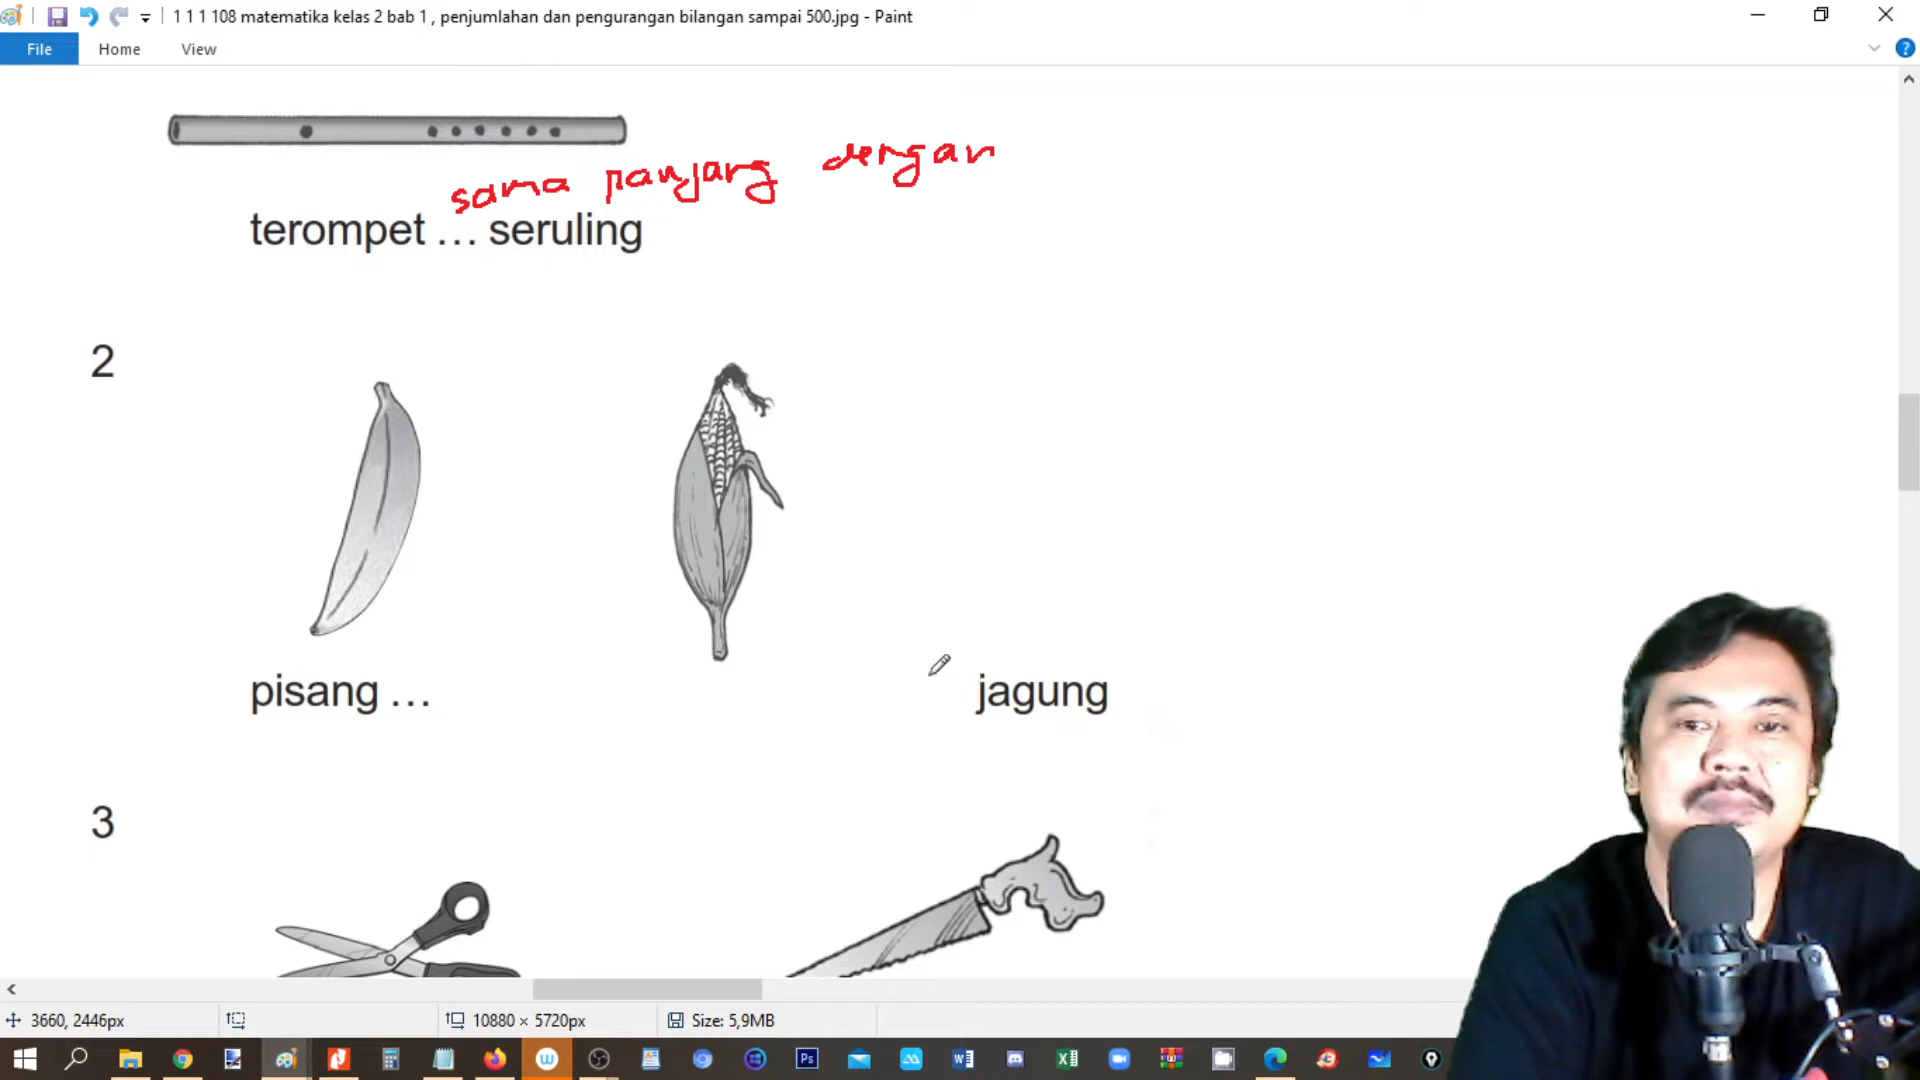 1 1 1 108 matematika kelas 2 bab 1 , penjumlahan dan pengurangan bilangan sampai 500.jpg - Paint
File Home View
sama panjang dengan
terompet ... seruling
2
pisang ... jagung
3
3660, 2446px 10880 × 5720px Size: 5,9MB